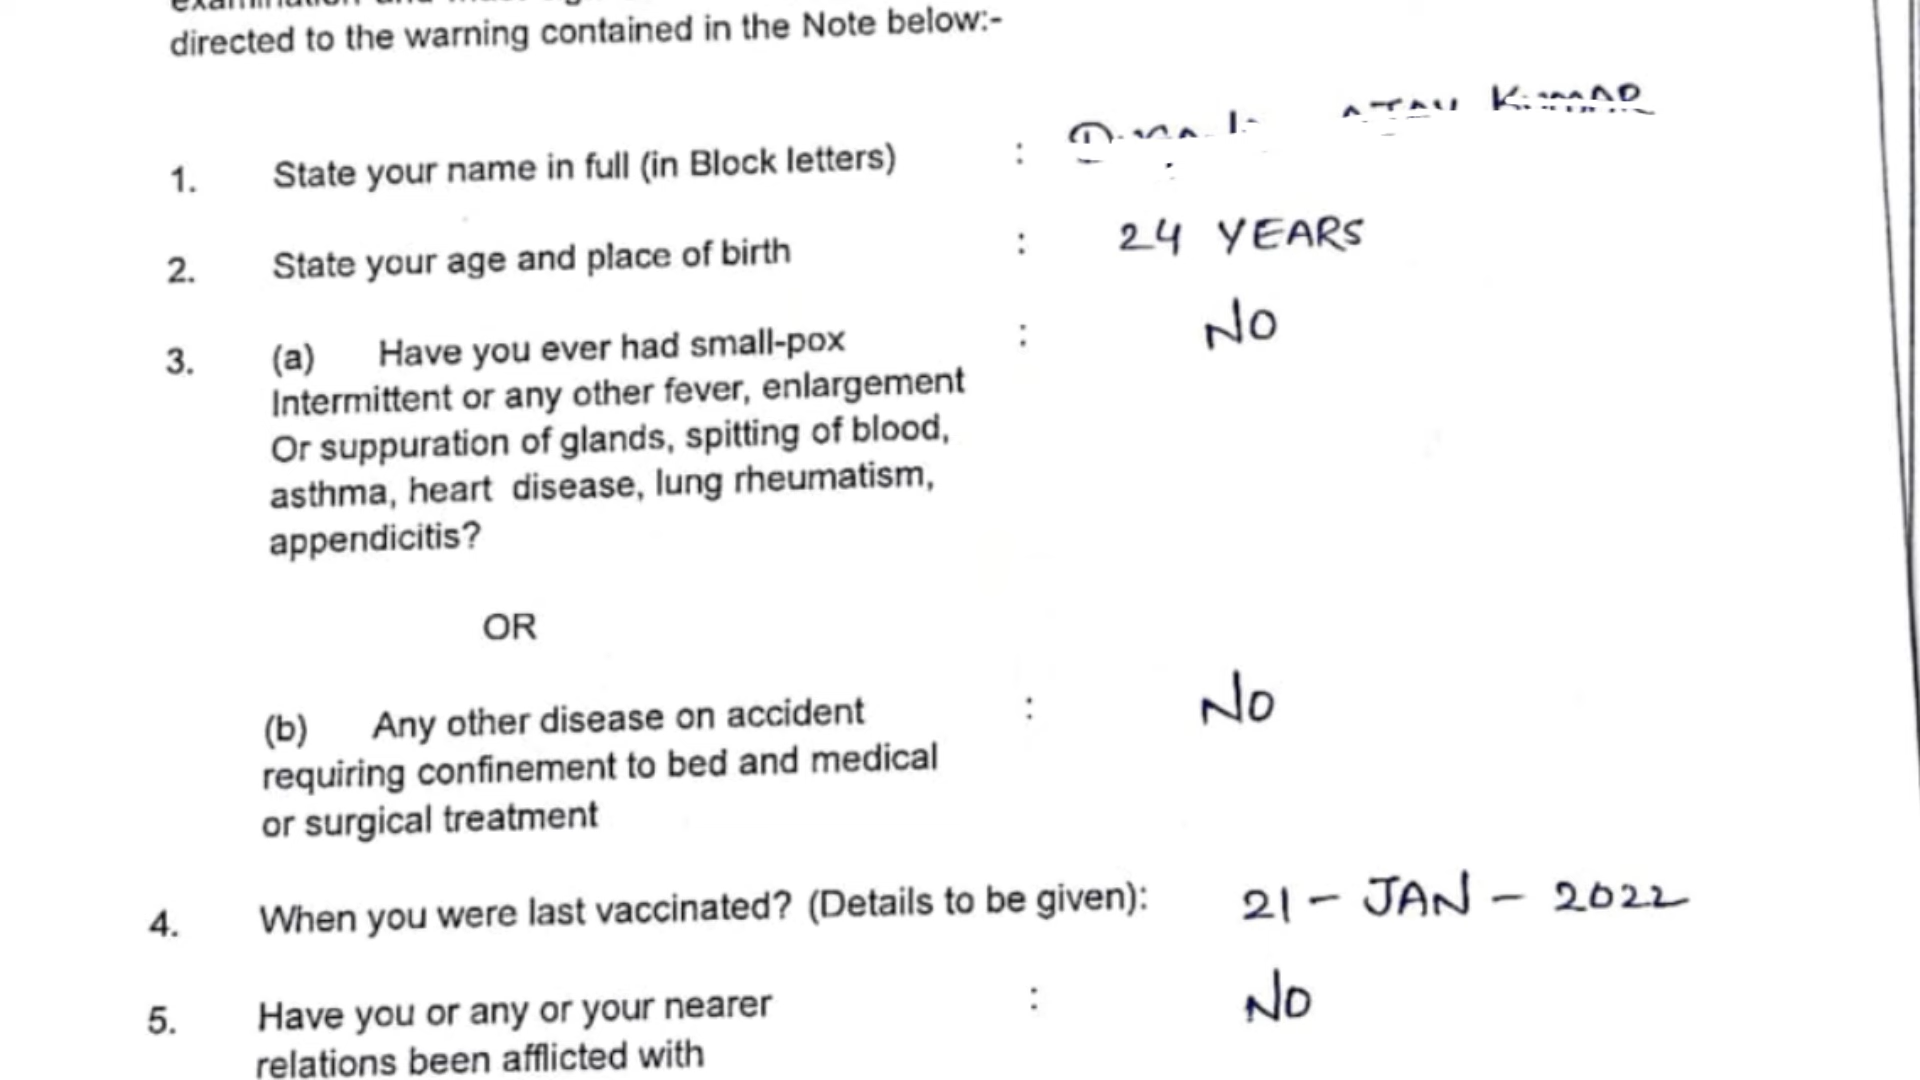 directed to the warning contained in the Note below:-
1. State your name in full (in Block letters) : KUMAR
2. State your age and place of birth : 24 YEARS
3. (a) Have you ever had small-pox : NO
Intermittent or any other fever, enlargement
Or suppuration of glands, spitting of blood,
asthma, heart disease, lung rheumatism,
appendicitis?
OR
(b) Any other disease on accident : NO
requiring confinement to bed and medical
or surgical treatment
4. When you were last vaccinated? (Details to be given): 21 - JAN - 2022
5. Have you or any or your nearer : NO
relations been afflicted with